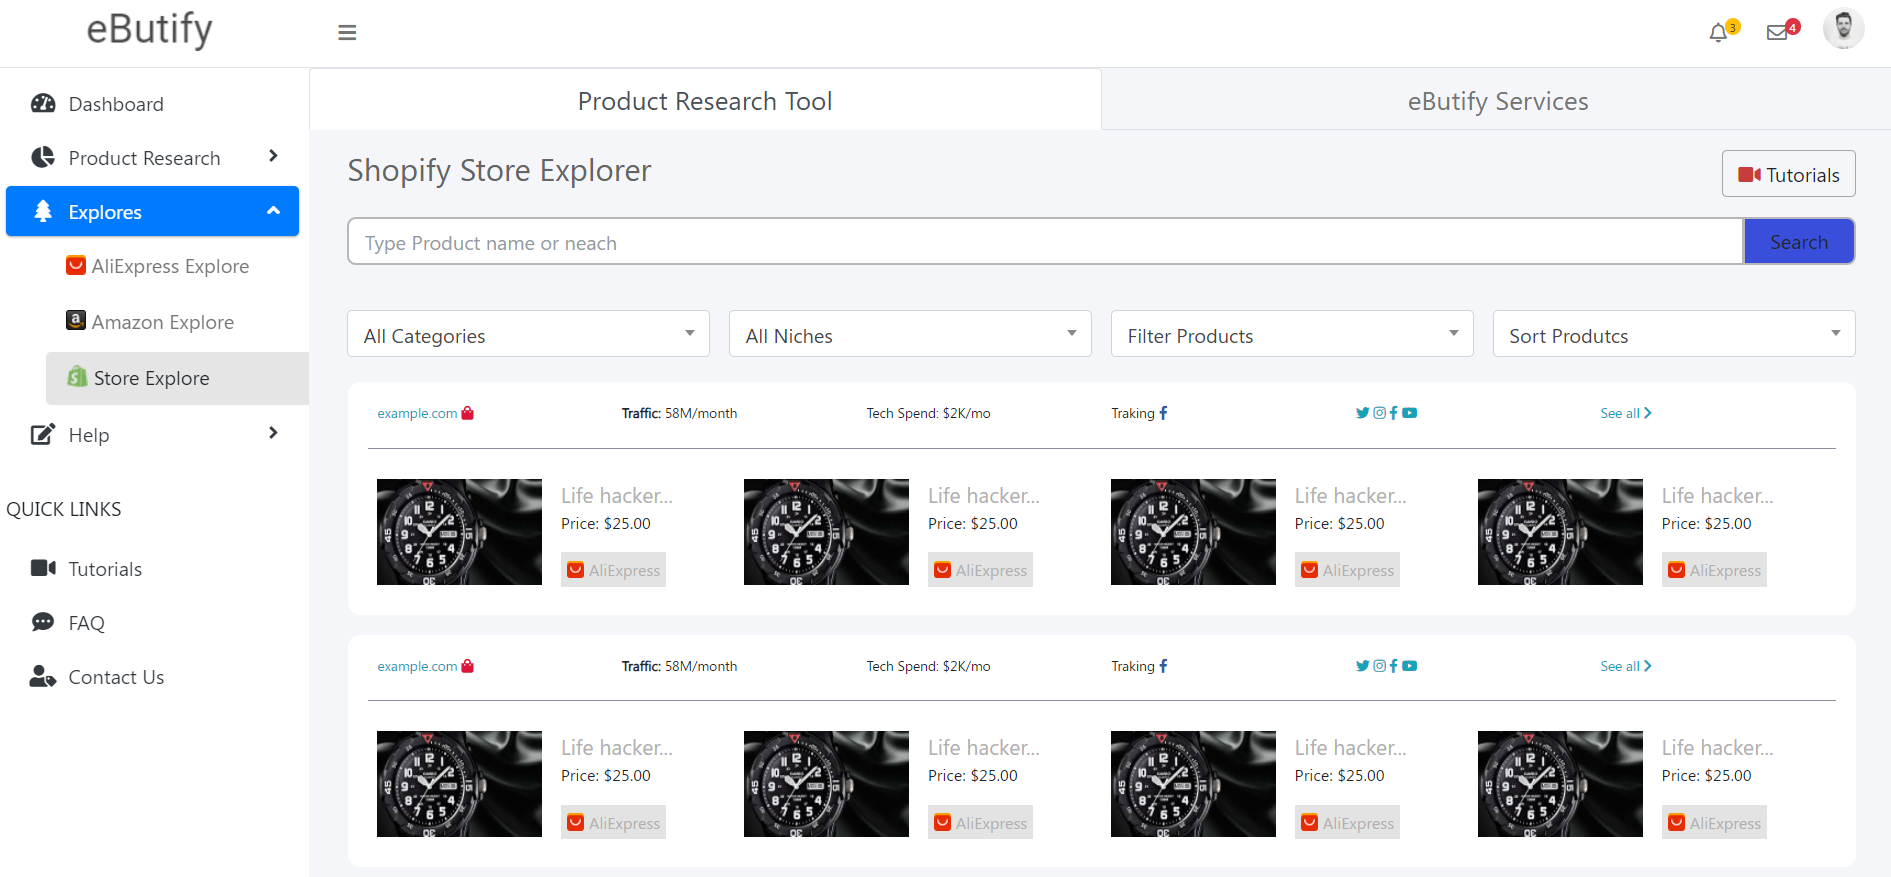 eButify
3
4
Dashboard
Product Research
Explores
AliExpress Explore
Amazon Explore
Store Explore
Help
QUICK LINKS
Tutorials
FAQ
Contact Us
Product Research Tool
eButify Services
Shopify Store Explorer
Tutorials
Type Product name or neach
Search
All Categories
All Niches
Filter Products
Sort Produtcs
example.com
Traffic: 58M/month
Tech Spend: $2K/mo
Traking
See all
Life hacker...
Price: $25.00
AliExpress
Life hacker...
Price: $25.00
AliExpress
Life hacker...
Price: $25.00
AliExpress
Life hacker...
Price: $25.00
AliExpress
example.com
Traffic: 58M/month
Tech Spend: $2K/mo
Traking
See all
Life hacker...
Price: $25.00
AliExpress
Life hacker...
Price: $25.00
AliExpress
Life hacker...
Price: $25.00
AliExpress
Life hacker...
Price: $25.00
AliExpress